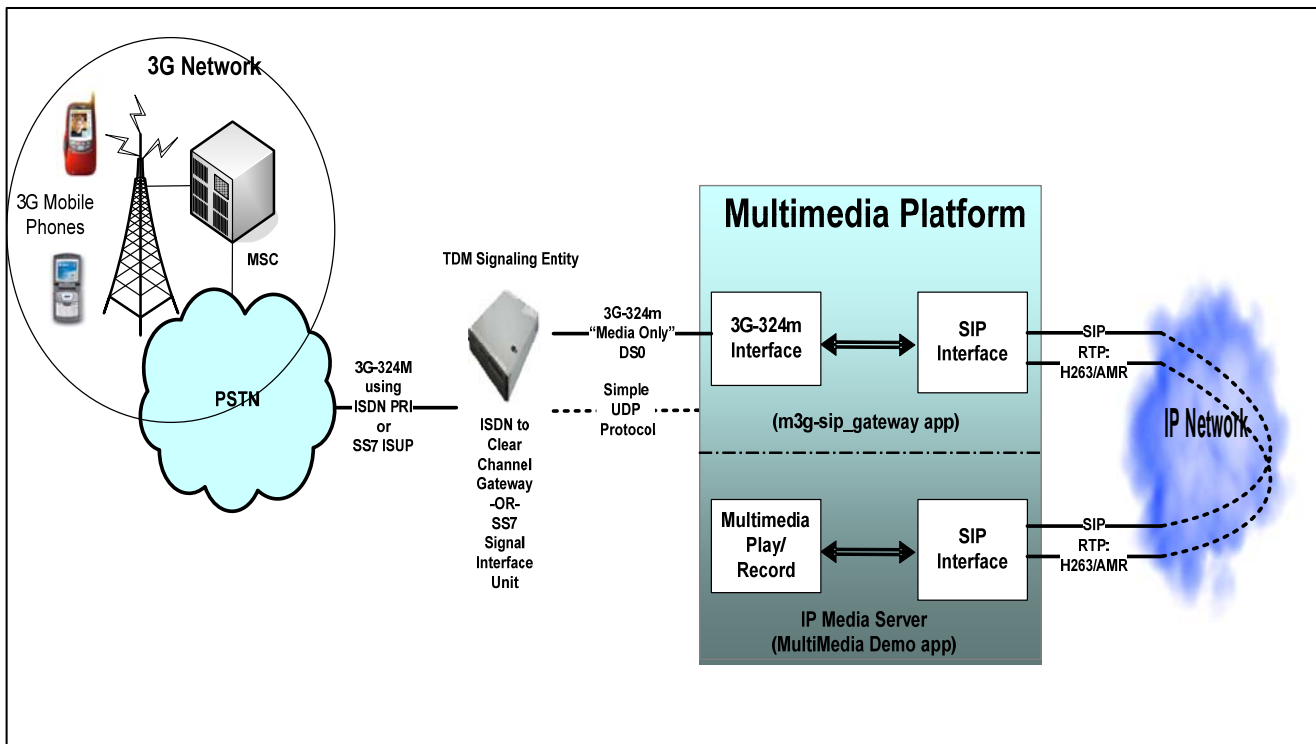 3G Network
3G Mobile
Phones
MSC
PSTN
3G-324M
using
ISDN PRI
or
SS7 ISUP
TDM Signaling Entity
ISDN to
Clear
Channel
Gateway
-OR-
SS7
Signal
Interface
Unit
3G-324m
“Media Only”
DS0
Simple
UDP
Protocol
Multimedia Platform
3G-324m
Interface
SIP
Interface
(m3g-sip_gateway app)
Multimedia
Play/
Record
SIP
Interface
IP Media Server
(MultiMedia Demo app)
SIP
RTP:
H263/AMR
IP Network
SIP
RTP:
H263/AMR